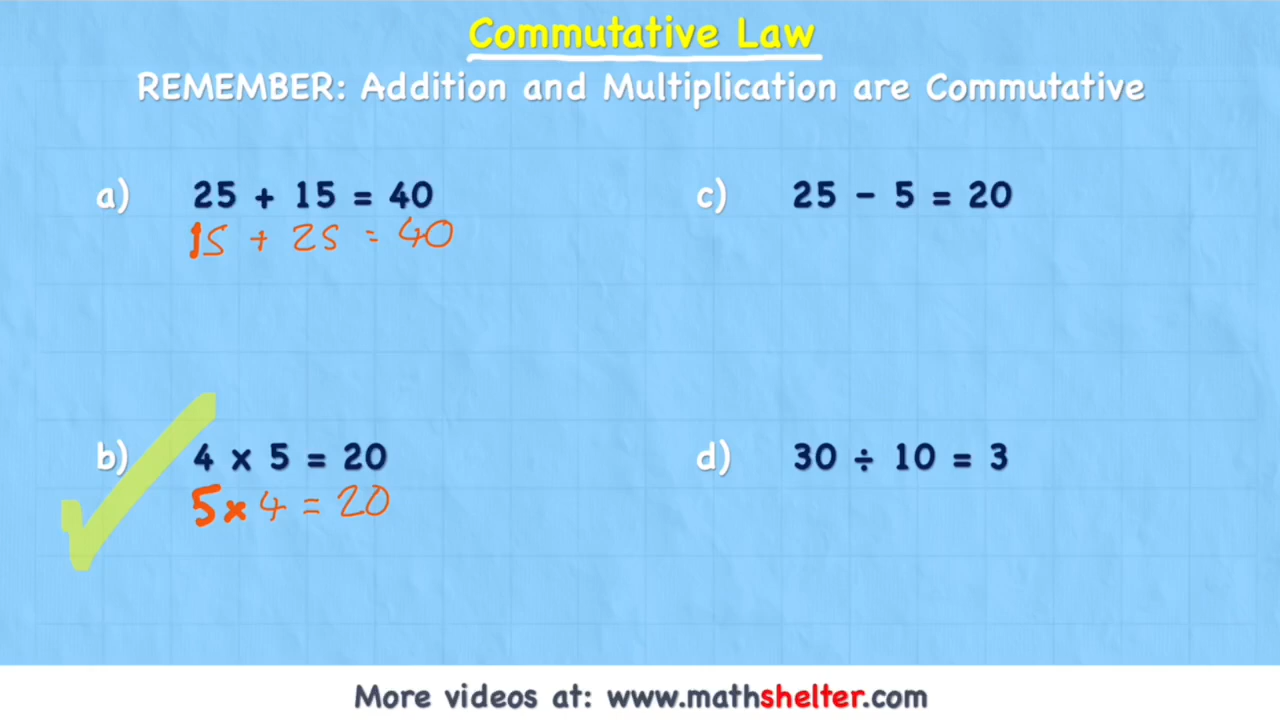 Commutative Law
REMEMBER: Addition and Multiplication are Commutative
a) 25 + 15 = 40
15 + 25 = 40
c) 25 − 5 = 20
b) 4 x 5 = 20
5 x 4 = 20
d) 30 ÷ 10 = 3
More videos at: www.mathshelter.com